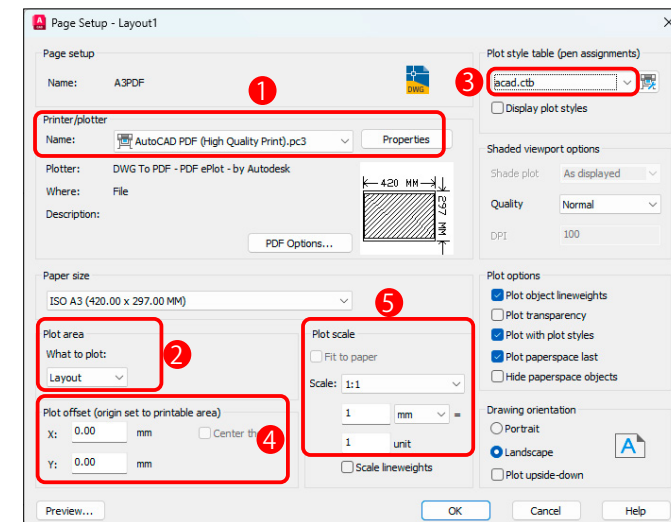 Page Setup - Layout1
Page setup
Name: A3PDF
DWG
1
Printer/plotter
Name: AutoCAD PDF (High Quality Print).pc3 Properties
Plotter: DWG To PDF - PDF ePlot - by Autodesk
Where: File
Description:
420 MM
297 MM
PDF Options...
Paper size
ISO A3 (420.00 x 297.00 MM)
Plot area
What to plot:
Layout
2
Plot offset (origin set to printable area)
X: 0.00 mm Center
Y: 0.00 mm
4
5
Plot scale
Fit to paper
Scale: 1:1
1 mm =
1 unit
Scale lineweights
Plot style table (pen assignments)
3
acad.ctb
Display plot styles
Shaded viewport options
Shade plot As displayed
Quality Normal
DPI 100
Plot options
Plot object lineweights
Plot transparency
Plot with plot styles
Plot paperspace last
Hide paperspace objects
Drawing orientation
Portrait
Landscape
A
Plot upside-down
Preview... OK Cancel Help